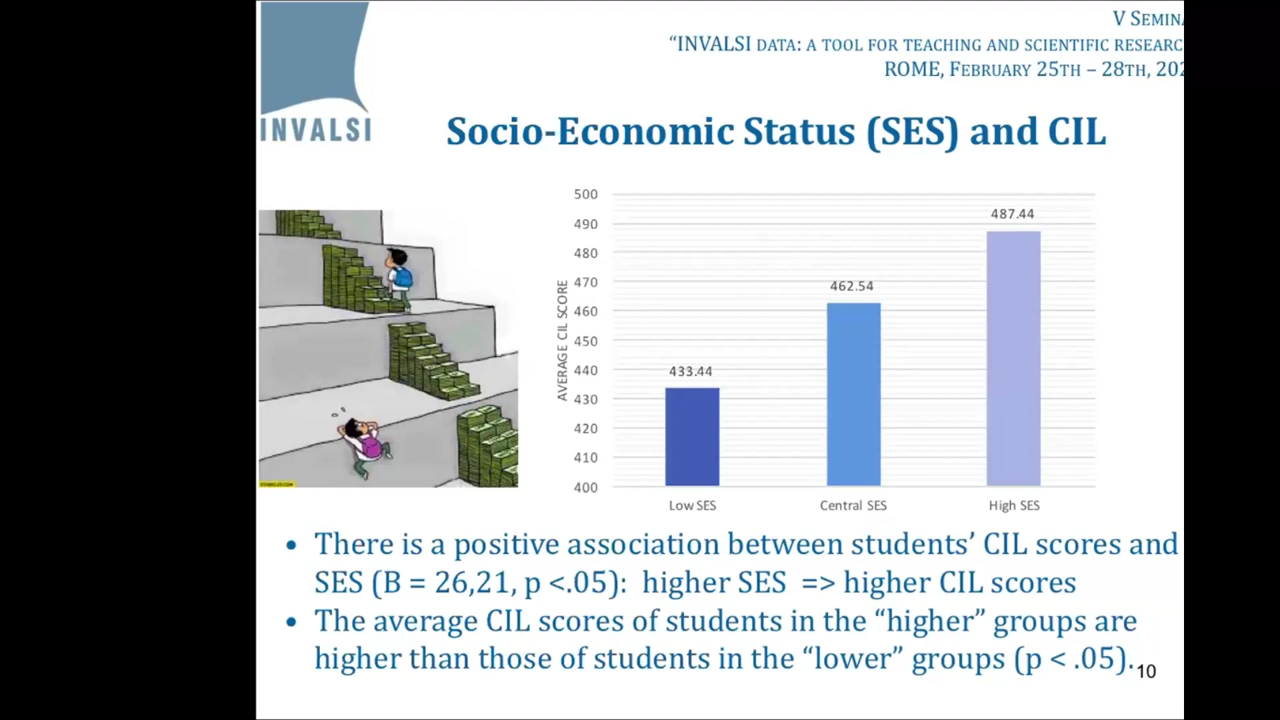 V SEMINA
“INVALSI DATA: A TOOL FOR TEACHING AND SCIENTIFIC RESEARC
ROME, FEBRUARY 25TH – 28TH, 202
INVALSI
Socio-Economic Status (SES) and CIL
500
490
480
470
460
450
440
430
420
410
400
AVERAGE CIL SCORE
433.44
462.54
487.44
Low SES
Central SES
High SES
• There is a positive association between students’ CIL scores and
SES (B = 26,21, p <.05): higher SES => higher CIL scores
• The average CIL scores of students in the “higher” groups are
higher than those of students in the “lower” groups (p < .05).
10